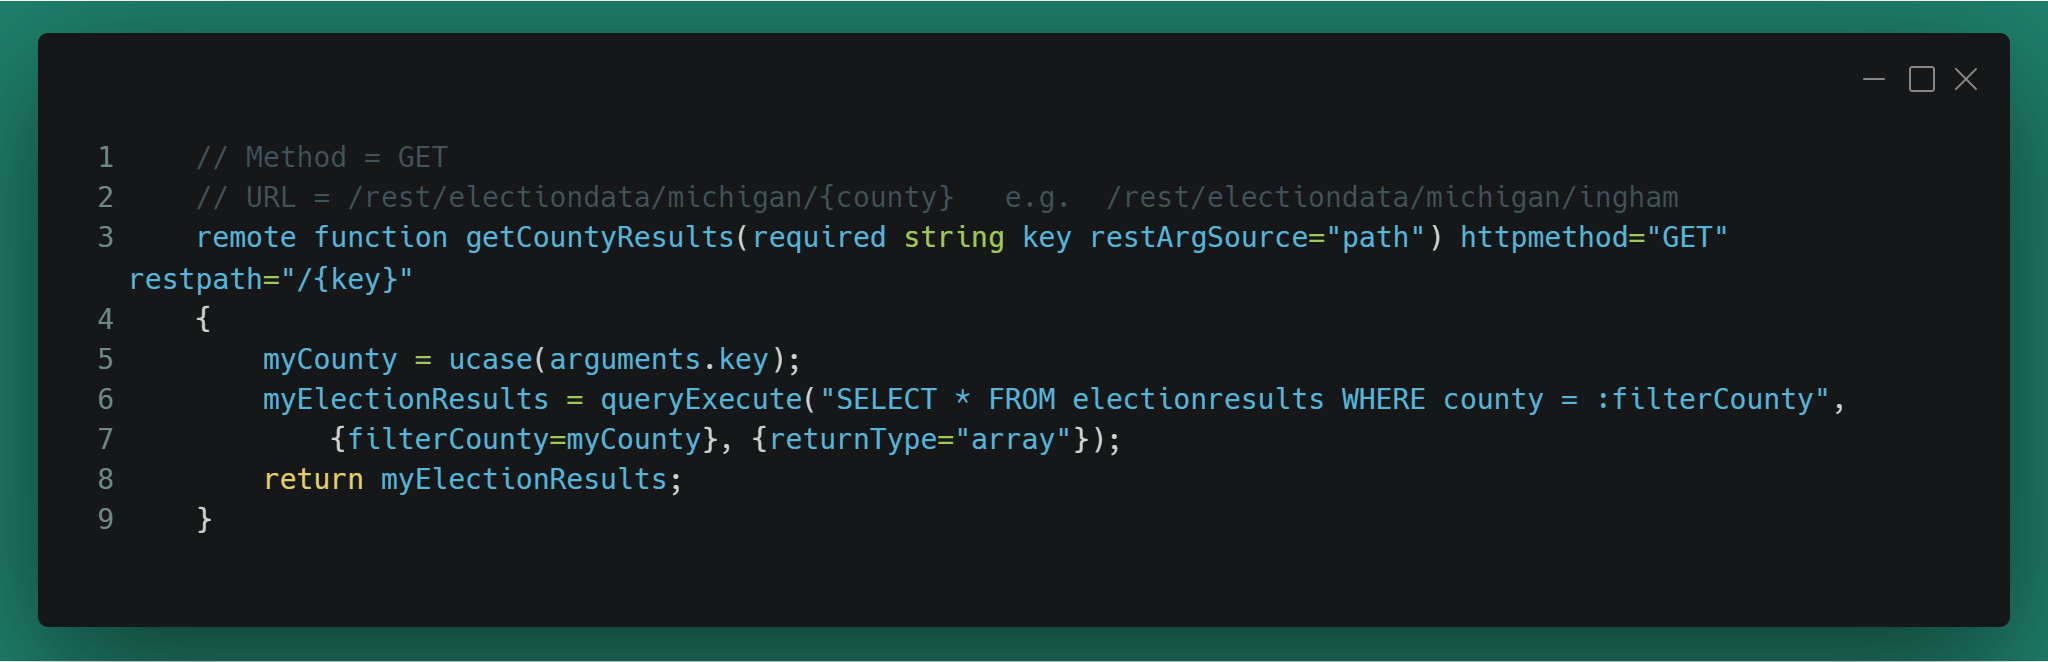 1    // Method = GET
2    // URL = /rest/electiondata/michigan/{county}   e.g.  /rest/electiondata/michigan/ingham
3    remote function getCountyResults(required string key restArgSource="path") httpmethod="GET"
restpath="/{key}"
4    {
5        myCounty = ucase(arguments.key);
6        myElectionResults = queryExecute("SELECT * FROM electionresults WHERE county = :filterCounty",
7            {filterCounty=myCounty}, {returnType="array"});
8        return myElectionResults;
9    }